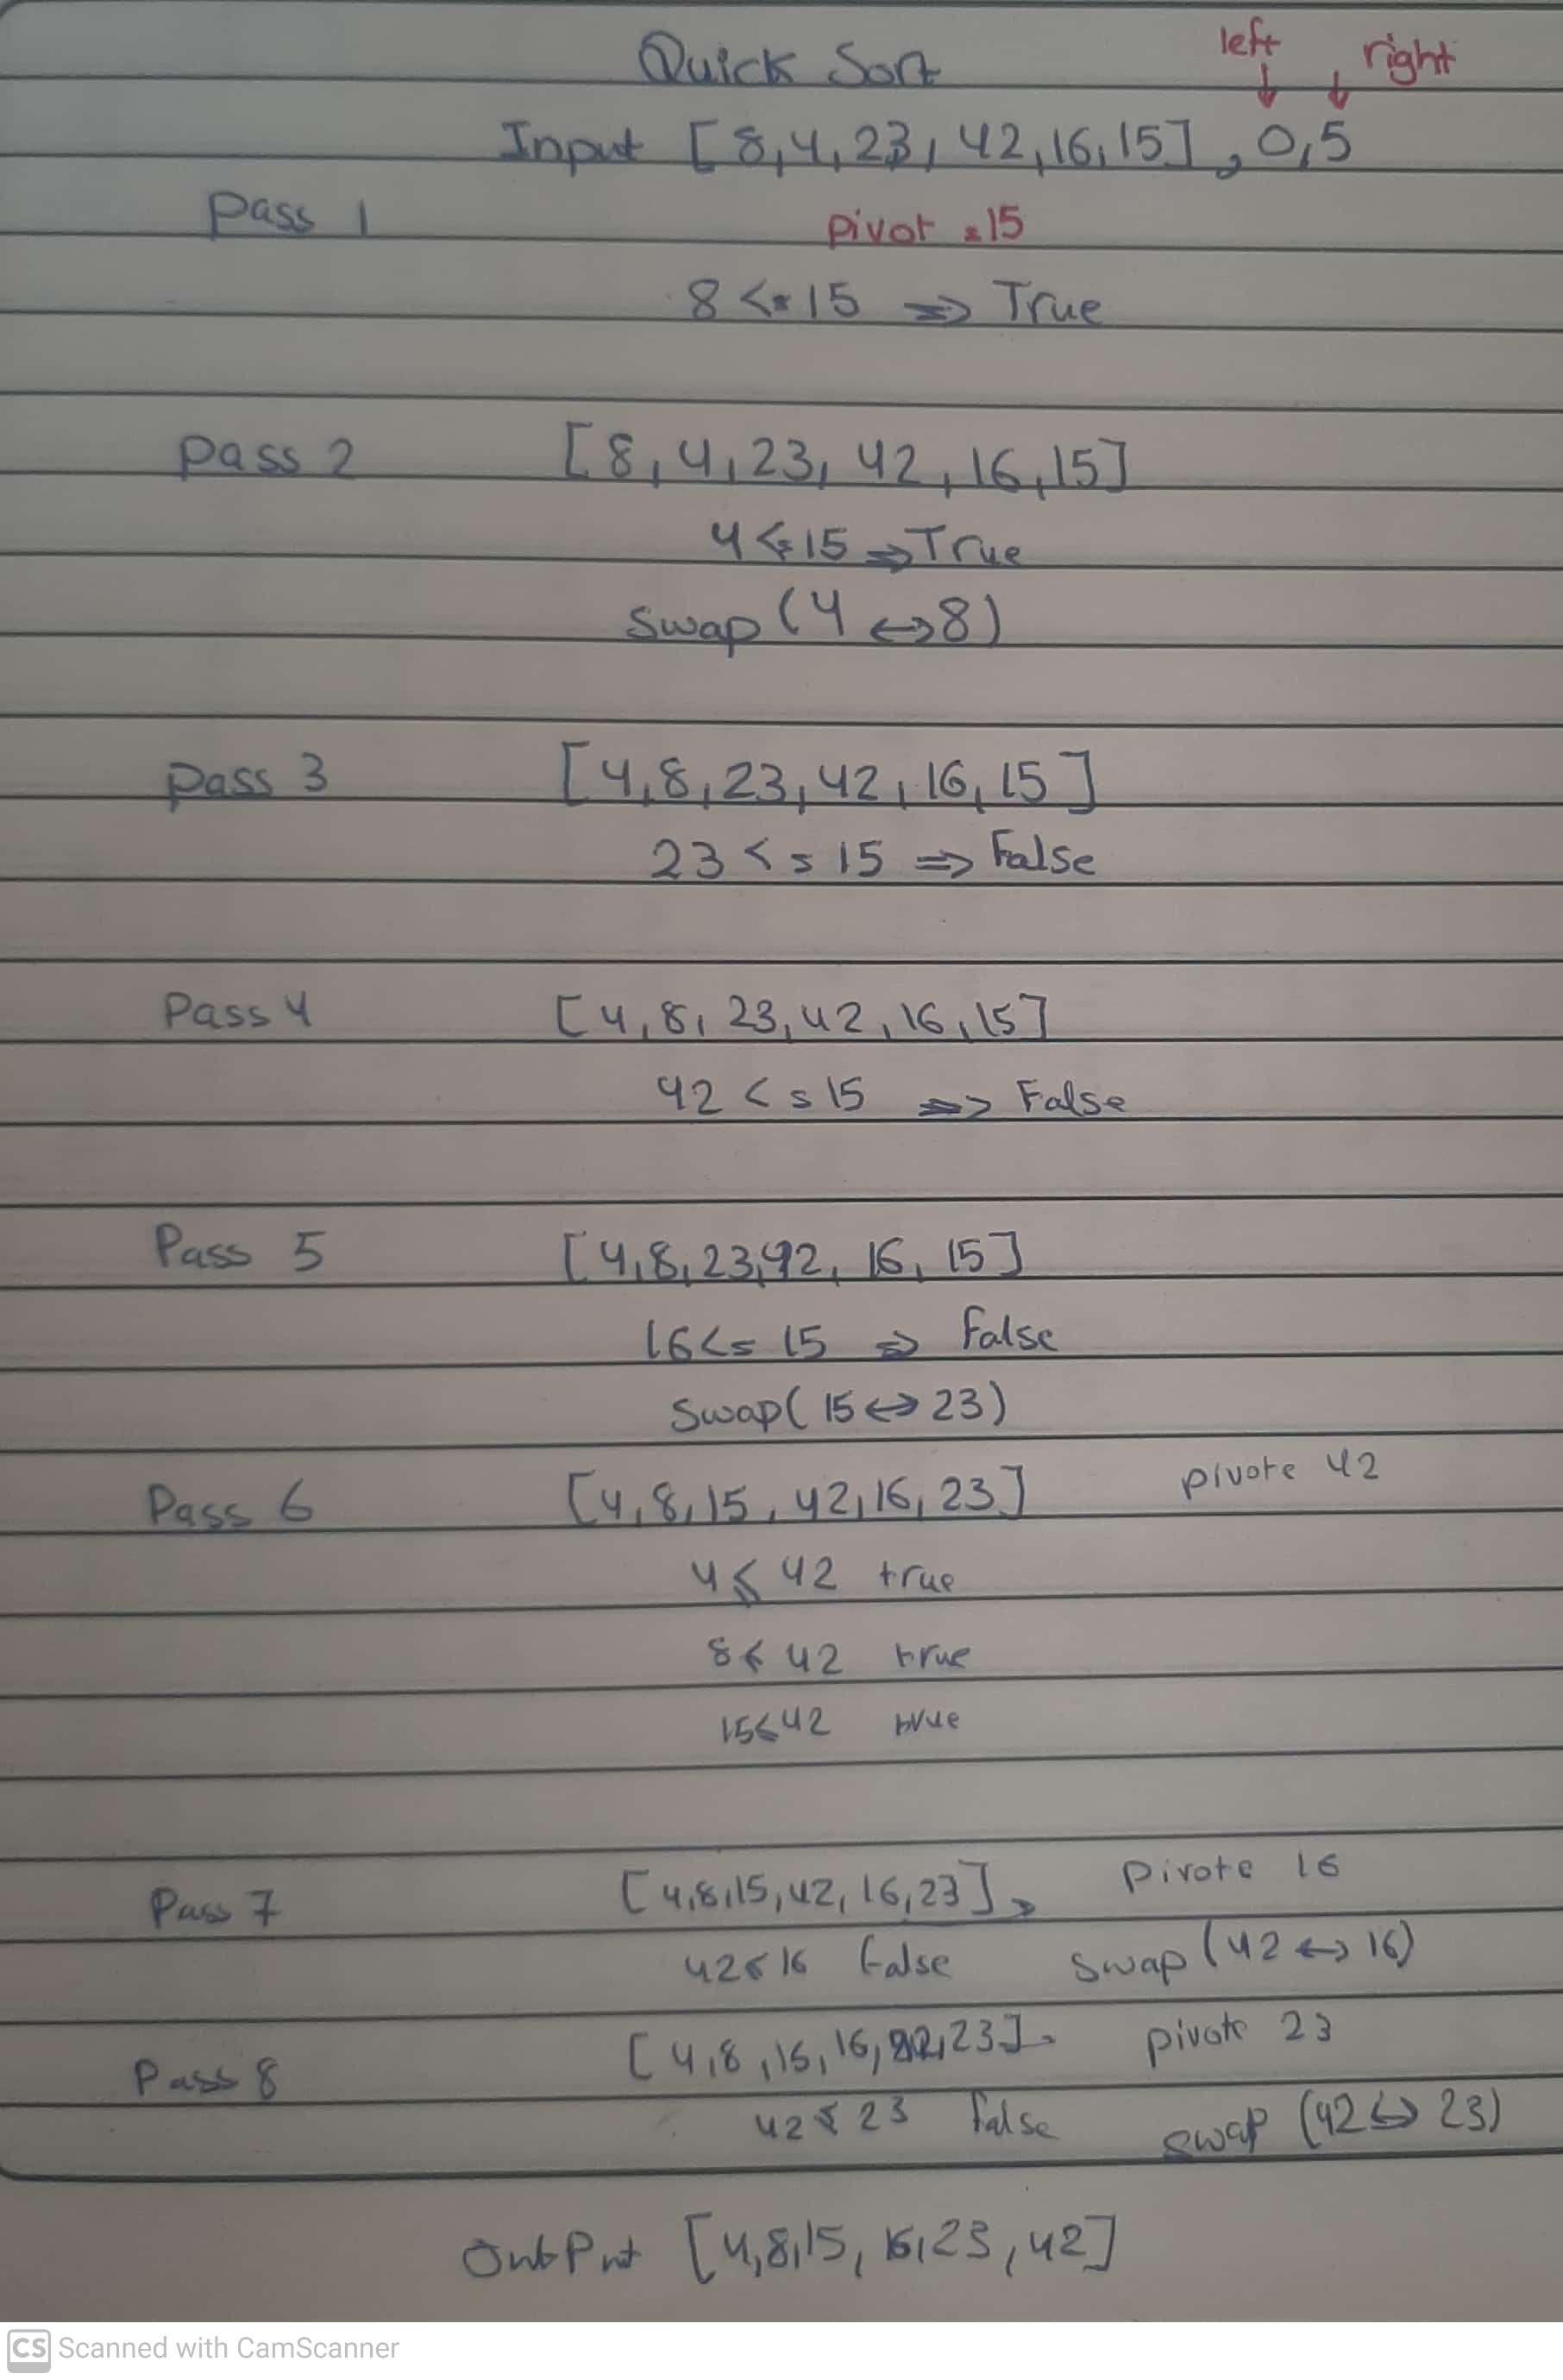 Quick Sort
left right
Input [8,4,23,42,16,15],0,5
Pass 1
Pivot =15
8 <= 15 => True
Pass 2 [8,4,23,42,16,15]
4 <= 15 => True
Swap (4 <-> 8)
Pass 3 [4,8,23,42,16,15]
23 <= 15 => False
Pass 4 [4,8,23,42,16,15]
42 <= 15 => False
Pass 5 [4,8,23,42,16,15]
16 <= 15 => False
Swap(15 <-> 23)
Pass 6 [4,8,15,42,16,23] pivote 42
4 ≤ 42 true
8 ≤ 42 true
15 ≤ 42 true
Pass 7 [4,8,15,42,16,23], Pivote 16
42 ≤ 16 false Swap (42 <-> 16)
Pass 8 [4,8,15,16,42,23]. pivote 23
42 ≤ 23 false swap (42 <-> 23)
OutPut [4,8,15,16,23,42]
CS Scanned with CamScanner